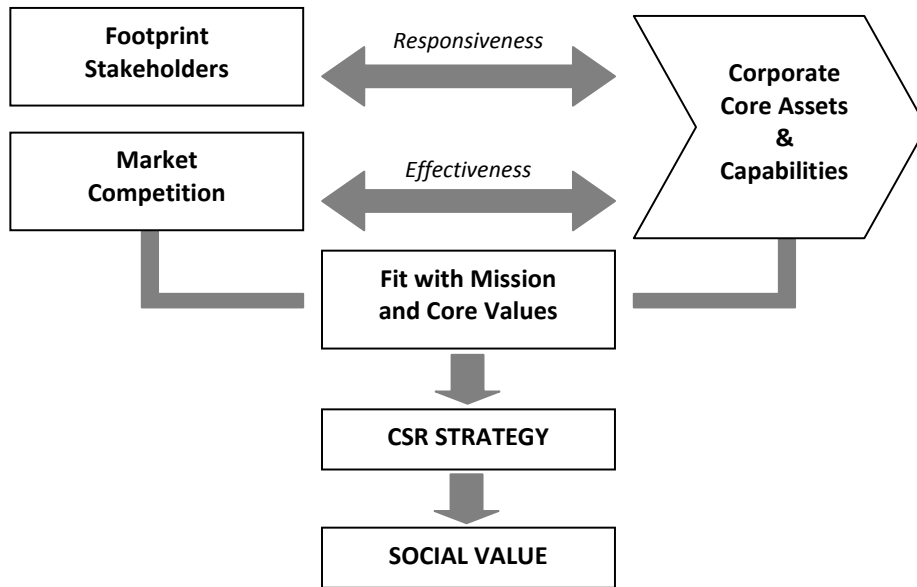 Footprint
Stakeholders
Responsiveness
Corporate
Core Assets
&
Capabilities
Market
Competition
Effectiveness
Fit with Mission
and Core Values
CSR STRATEGY
SOCIAL VALUE